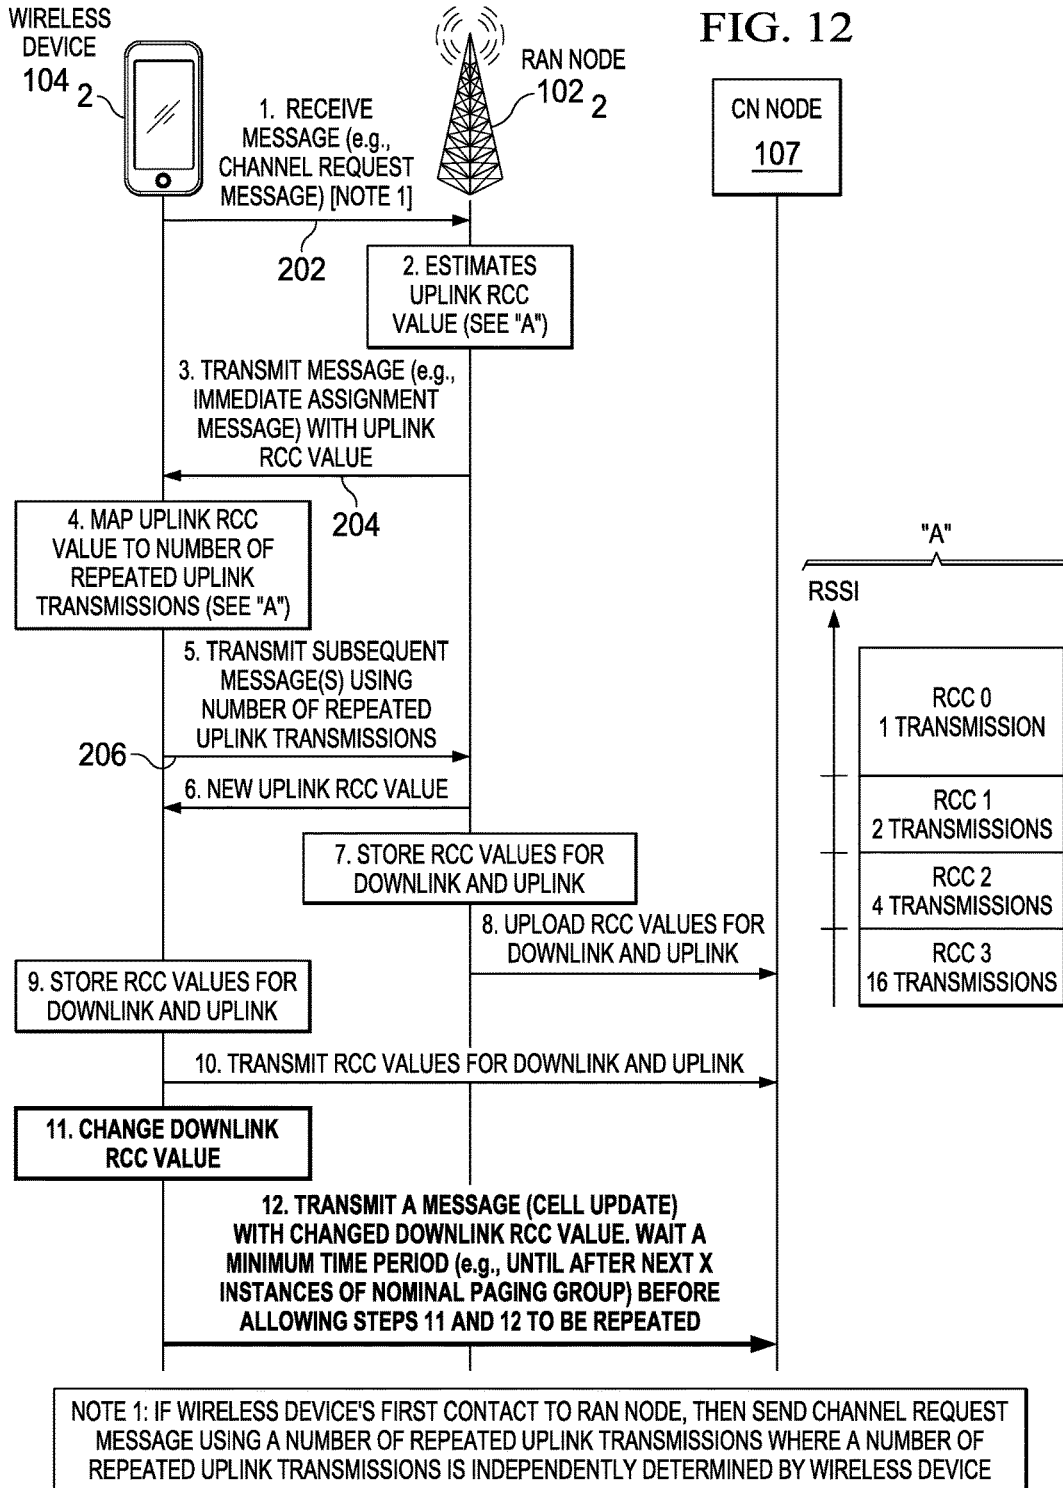 FIG. 12
WIRELESS
DEVICE
104 2
RAN NODE
102 2
CN NODE
107
1. RECEIVE
MESSAGE (e.g.,
CHANNEL REQUEST
MESSAGE) [NOTE 1]
202
2. ESTIMATES
UPLINK RCC
VALUE (SEE "A")
3. TRANSMIT MESSAGE (e.g.,
IMMEDIATE ASSIGNMENT
MESSAGE) WITH UPLINK
RCC VALUE
204
4. MAP UPLINK RCC
VALUE TO NUMBER OF
REPEATED UPLINK
TRANSMISSIONS (SEE "A")
5. TRANSMIT SUBSEQUENT
MESSAGE(S) USING
NUMBER OF REPEATED
UPLINK TRANSMISSIONS
206
6. NEW UPLINK RCC VALUE
7. STORE RCC VALUES FOR
DOWNLINK AND UPLINK
8. UPLOAD RCC VALUES FOR
DOWNLINK AND UPLINK
9. STORE RCC VALUES FOR
DOWNLINK AND UPLINK
10. TRANSMIT RCC VALUES FOR DOWNLINK AND UPLINK
11. CHANGE DOWNLINK
RCC VALUE
12. TRANSMIT A MESSAGE (CELL UPDATE)
WITH CHANGED DOWNLINK RCC VALUE. WAIT A
MINIMUM TIME PERIOD (e.g., UNTIL AFTER NEXT X
INSTANCES OF NOMINAL PAGING GROUP) BEFORE
ALLOWING STEPS 11 AND 12 TO BE REPEATED
"A"
RSSI
RCC 0
1 TRANSMISSION
RCC 1
2 TRANSMISSIONS
RCC 2
4 TRANSMISSIONS
RCC 3
16 TRANSMISSIONS
NOTE 1: IF WIRELESS DEVICE'S FIRST CONTACT TO RAN NODE, THEN SEND CHANNEL REQUEST
MESSAGE USING A NUMBER OF REPEATED UPLINK TRANSMISSIONS WHERE A NUMBER OF
REPEATED UPLINK TRANSMISSIONS IS INDEPENDENTLY DETERMINED BY WIRELESS DEVICE